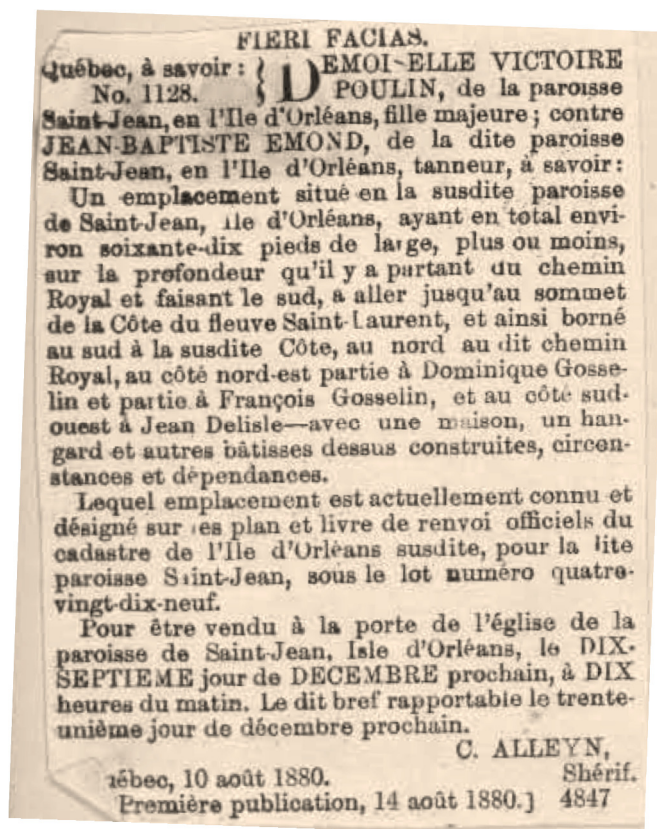 FIERI FACIAS.
Québec, à savoir : { DEMOI-ELLE VICTOIRE
No. 1128. { POULIN, de la paroisse
Saint-Jean, en l'Ile d'Orléans, fille majeure ; contre
JEAN-BAPTISTE EMOND, de la dite paroisse
Saint-Jean, en l'Ile d'Orléans, tanneur, à savoir :
Un emplacement situé en la susdite paroisse
de Saint-Jean, Ile d'Orléans, ayant en total envi-
ron soixante-dix pieds de large, plus ou moins,
sur la profondeur qu'il y a partant du chemin
Royal et faisant le sud, a aller jusqu'au sommet
de la Côte du fleuve Saint-Laurent, et ainsi borné
au sud à la susdite Côte, au nord au dit chemin
Royal, au côté nord-est partie à Dominique Gosse-
lin et partie à François Gosselin, et au côté sud-
ouest à Jean Delisle—avec une maison, un han-
gard et autres bâtisses dessus construites, circon-
stances et dépendances.
Lequel emplacement est actuellement connu et
désigné sur les plan et livre de renvoi officiels du
cadastre de l'Ile d'Orléans susdite, pour la dite
paroisse Saint-Jean, sous le lot numéro quatre-
vingt-dix-neuf.
Pour être vendu à la porte de l'église de la
paroisse de Saint-Jean, Isle d'Orléans, le DIX-
SEPTIEME jour de DECEMBRE prochain, à DIX
heures du matin. Le dit bref rapportable le trente-
unième jour de décembre prochain.
C. ALLEYN,
Shérif.
uébec, 10 août 1880.
Première publication, 14 août 1880.] 4847